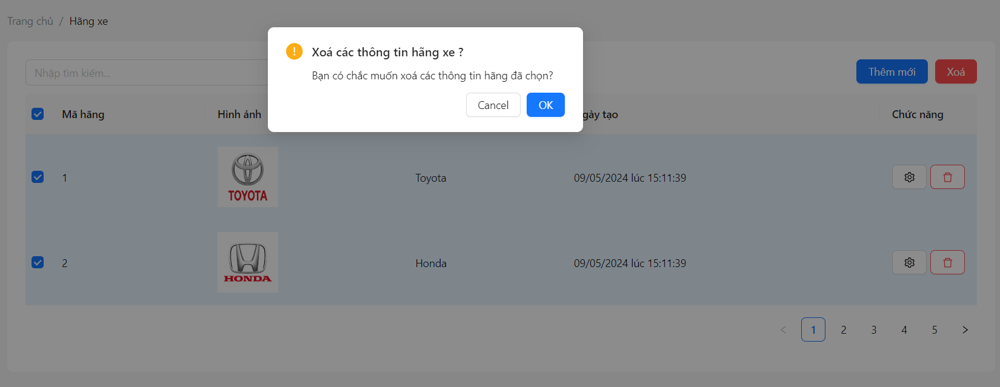 Trang chủ / Hãng xe
Xoá các thông tin hãng xe ?
Bạn có chắc muốn xoá các thông tin hãng đã chọn?
Cancel OK
Nhập tìm kiếm...
Thêm mới Xoá
Mã hãng Hình ảnh gày tạo Chức năng
1 TOYOTA Toyota 09/05/2024 lúc 15:11:39
2 HONDA Honda 09/05/2024 lúc 15:11:39
< 1 2 3 4 5 >